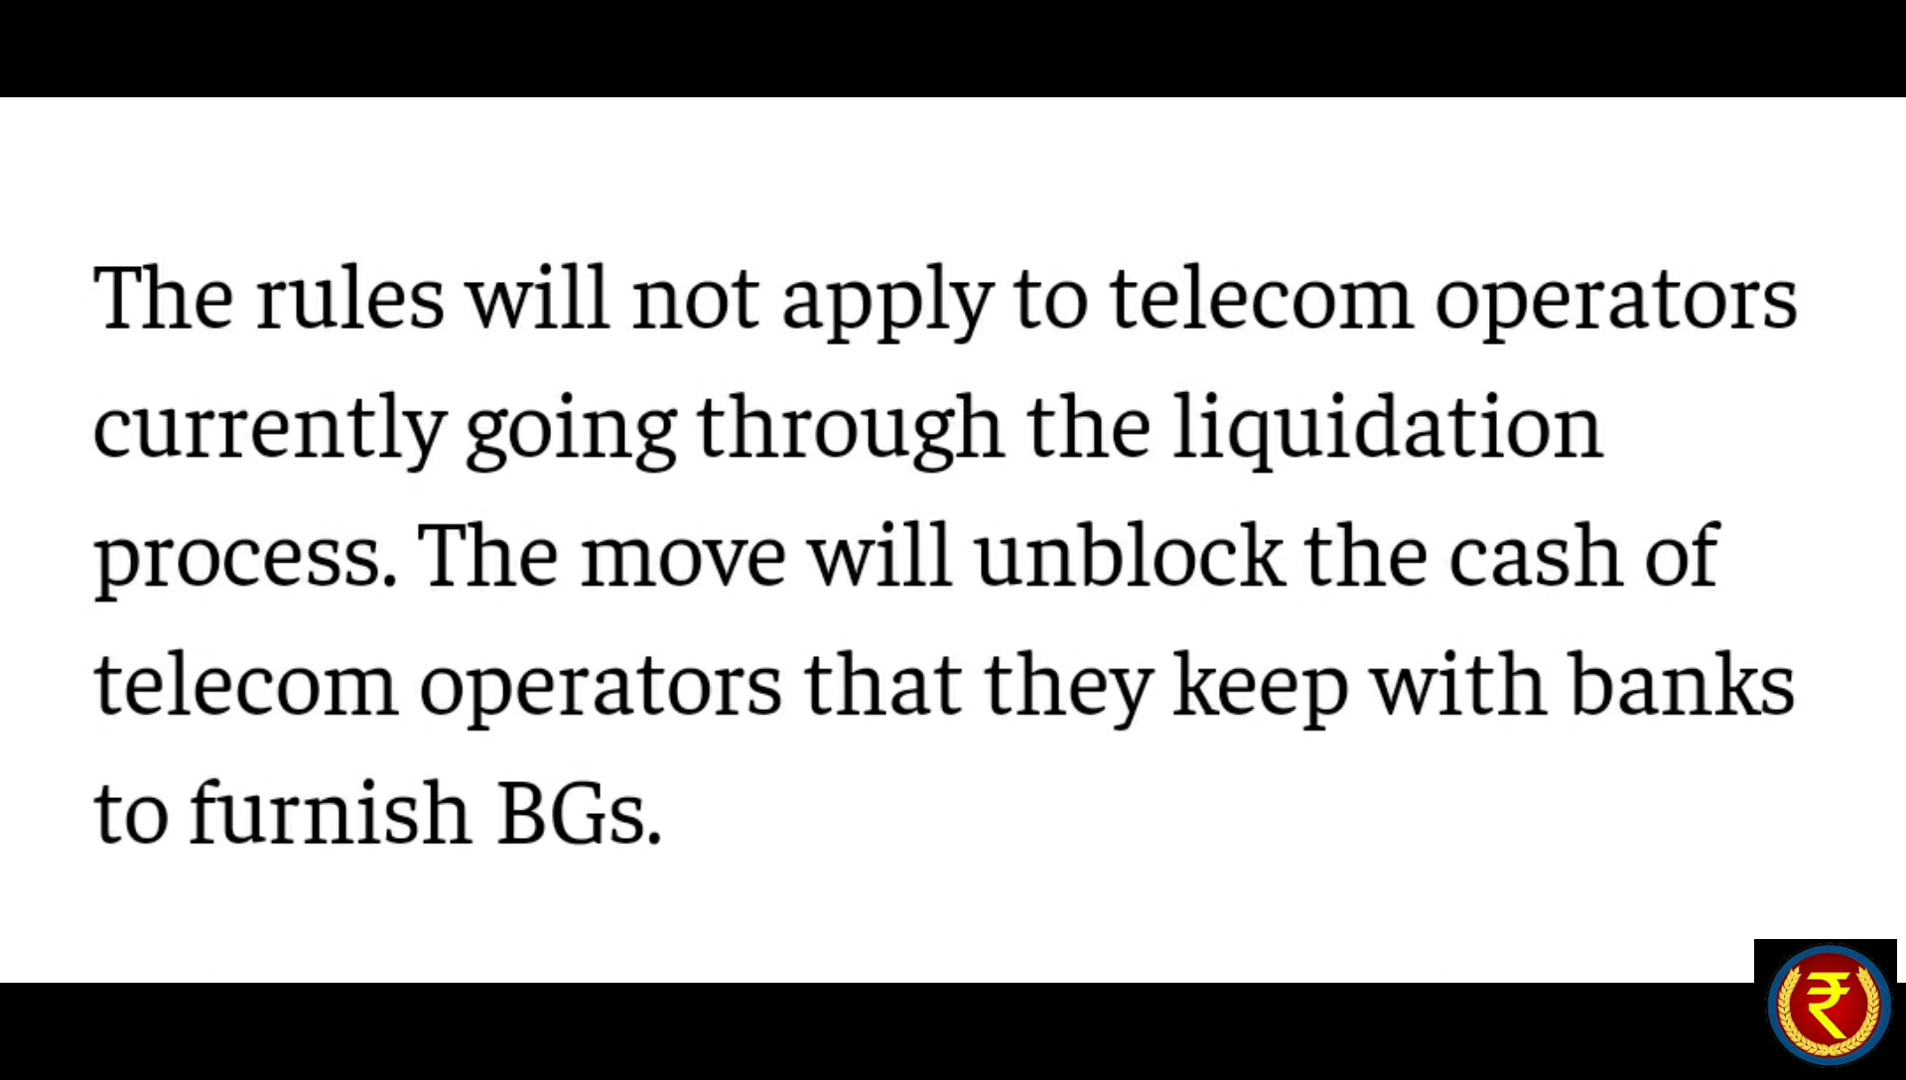 The rules will not apply to telecom operators
currently going through the liquidation
process. The move will unblock the cash of
telecom operators that they keep with banks
to furnish BGs.
₹